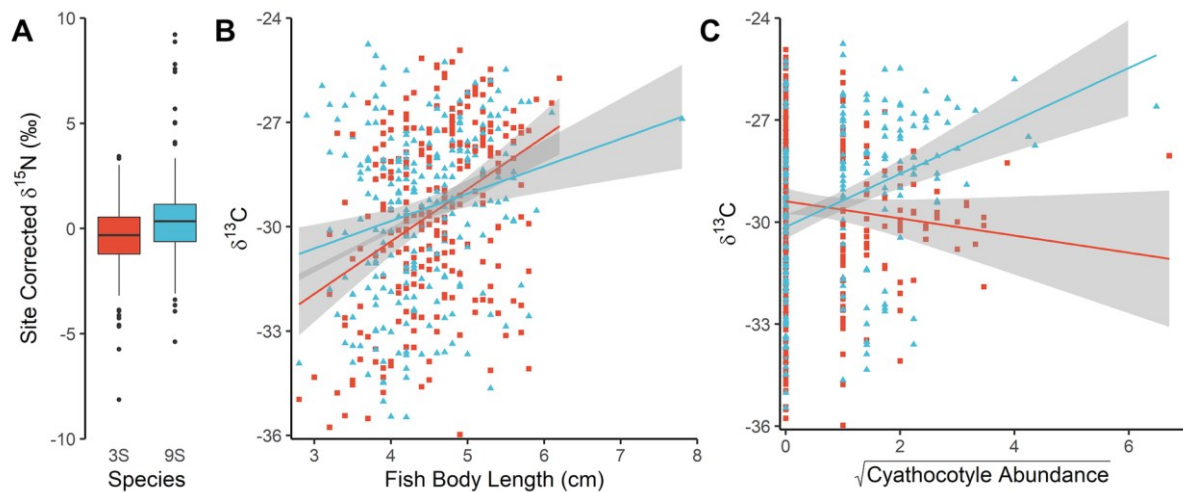 A
Site Corrected δ¹⁵N (‰)
10
5
0
-5
-10
3S 9S
Species
B
δ¹³C
-24
-27
-30
-33
-36
3 4 5 6 7 8
Fish Body Length (cm)
C
δ¹³C
-24
-27
-30
-33
-36
0 2 4 6
√Cyathocotyle Abundance